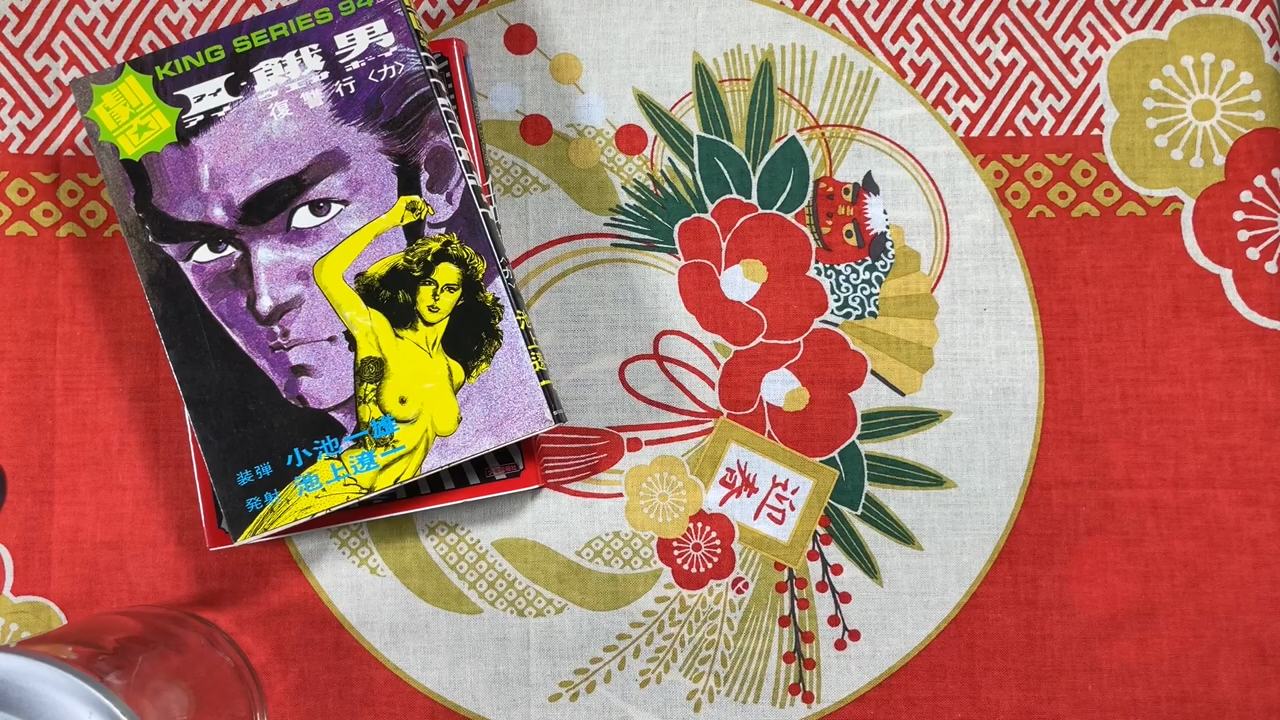 KING SERIES 94
劇画
I餓男
復讐行〈カ〉
装弾 小池一雄
発射 池上遼一
迎春